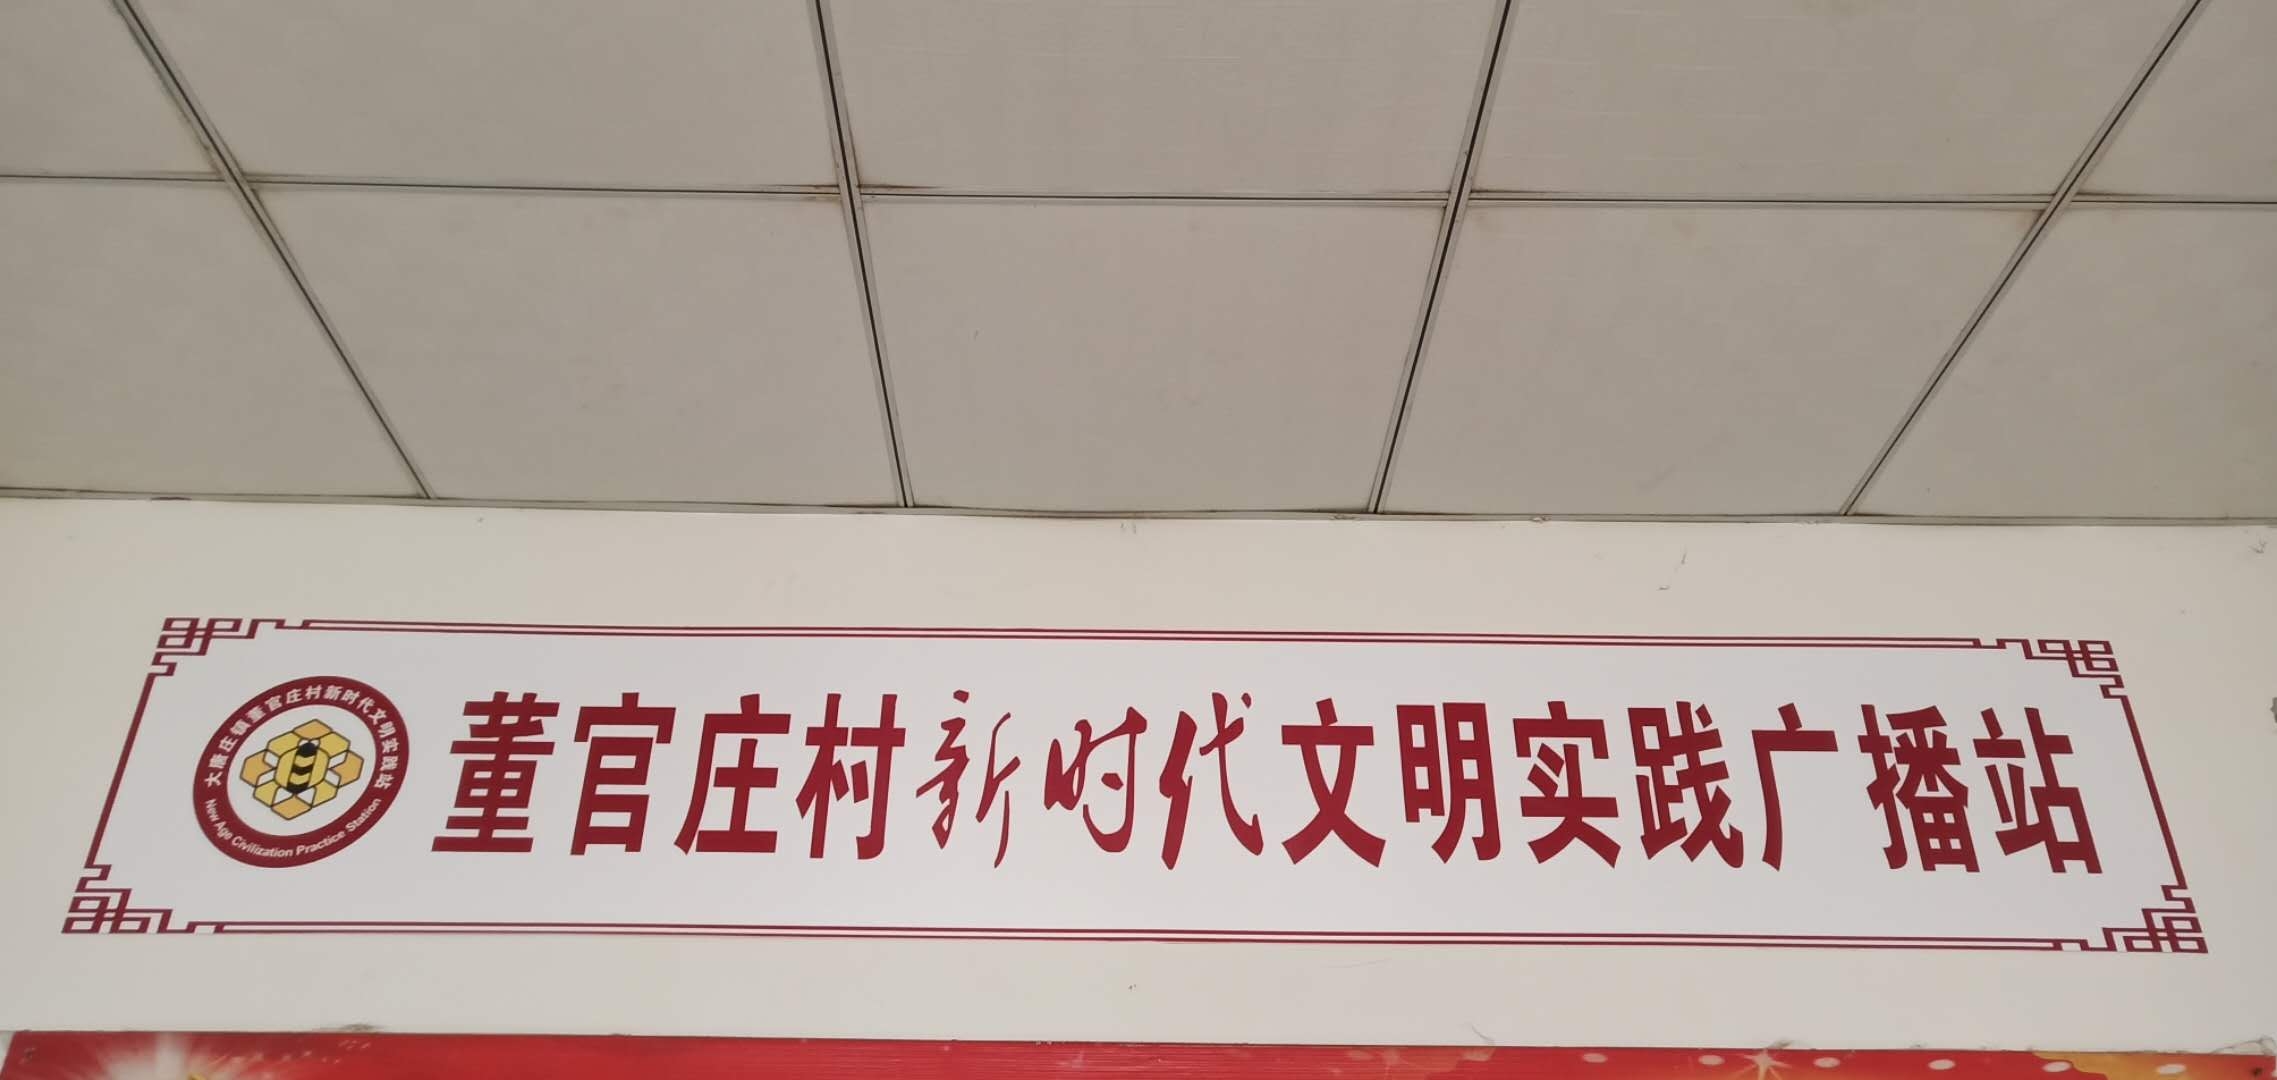 大唐庄镇董官庄村新时代文明实践站
New Age Civilization Practice Station
董官庄村新时代文明实践广播站